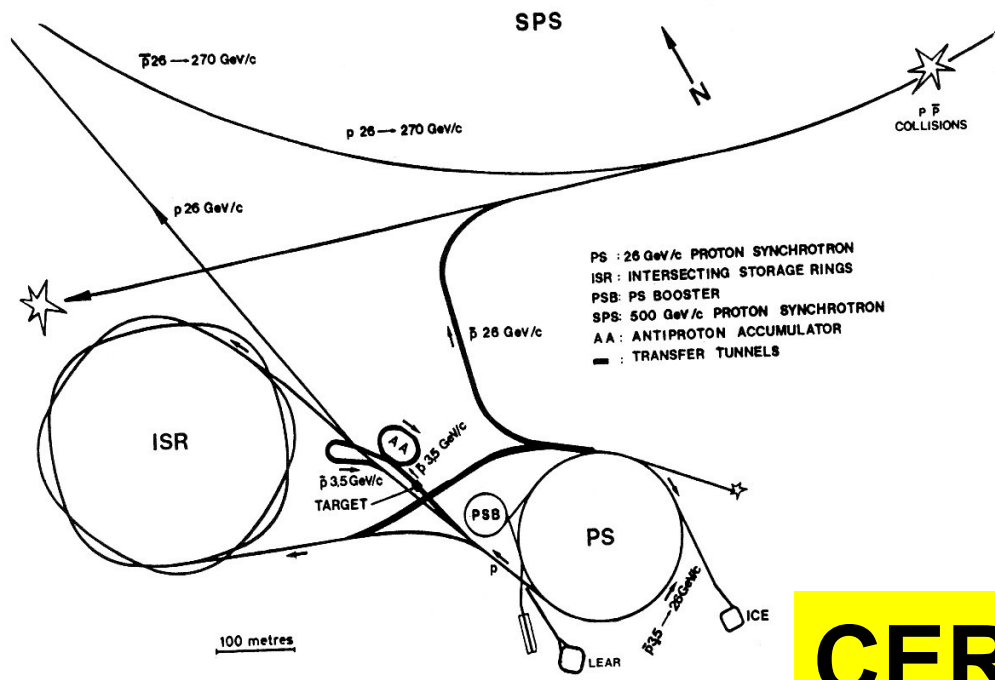 SPS
p̄ 26 → 270 GeV/c
p 26 → 270 GeV/c
N
p p̄
COLLISIONS
p 26 GeV/c
PS : 26 GeV/c PROTON SYNCHROTRON
ISR : INTERSECTING STORAGE RINGS
PSB: PS BOOSTER
SPS: 500 GeV/c PROTON SYNCHROTRON
AA : ANTIPROTON ACCUMULATOR
▬ : TRANSFER TUNNELS
p̄ 26 GeV/c
ISR
AA
p̄ 3,5 GeV/c
p̄ 3,5 GeV/c
TARGET
PSB
PS
p
p̄ 3,5 → 26 GeV/c
ICE
100 metres
LEAR
CER